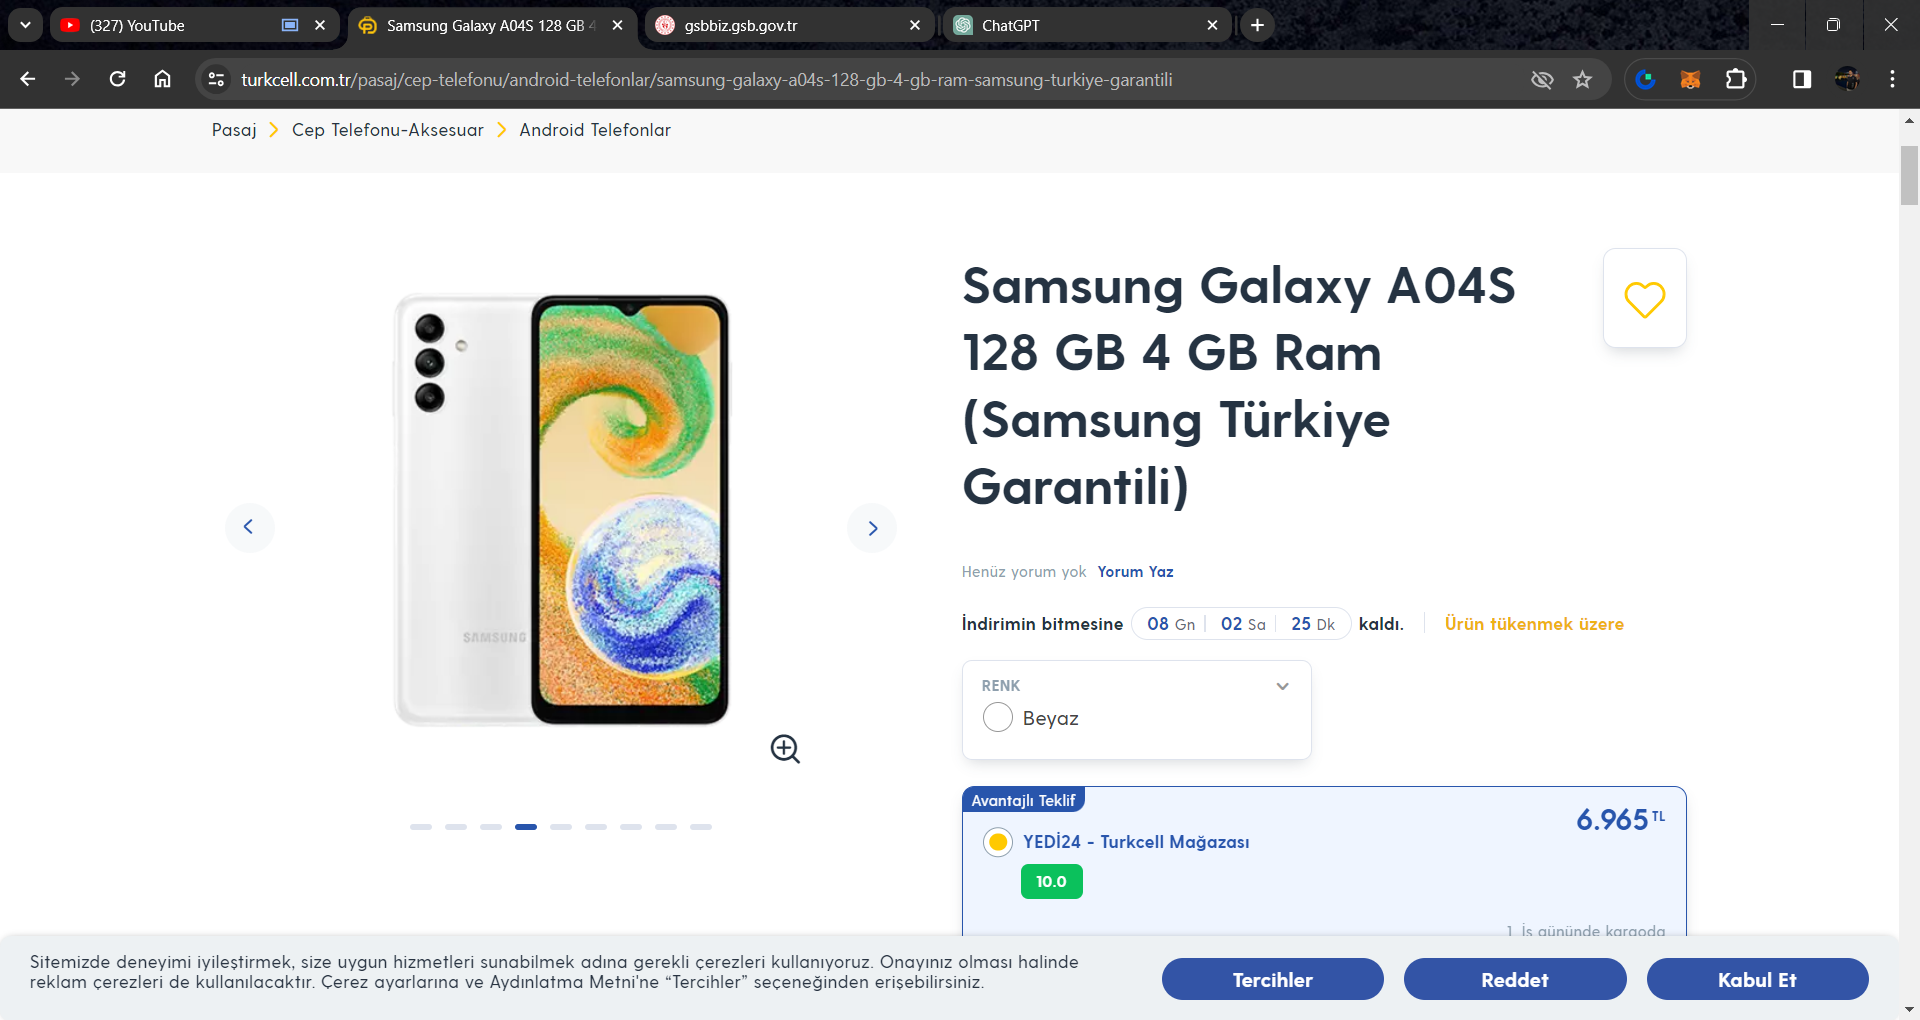 (327) YouTube
Samsung Galaxy A04S 128 GB 4
gsbbiz.gsb.gov.tr
ChatGPT
turkcell.com.tr/pasaj/cep-telefonu/android-telefonlar/samsung-galaxy-a04s-128-gb-4-gb-ram-samsung-turkiye-garantili
Pasaj
Cep Telefonu-Aksesuar
Android Telefonlar
SAMSUNG
Samsung Galaxy A04S
128 GB 4 GB Ram
(Samsung Türkiye
Garantili)
Henüz yorum yok Yorum Yaz
İndirimin bitmesine 08 Gn 02 Sa 25 Dk kaldı. Ürün tükenmek üzere
RENK
Beyaz
Avantajlı Teklif
6.965 TL
YEDİ24 - Turkcell Mağazası
10.0
1. İş gününde kargoda
Sitemizde deneyimi iyileştirmek, size uygun hizmetleri sunabilmek adına gerekli çerezleri kullanıyoruz. Onayınız olması halinde
reklam çerezleri de kullanılacaktır. Çerez ayarlarına ve Aydınlatma Metni'ne “Tercihler” seçeneğinden erişebilirsiniz.
Tercihler
Reddet
Kabul Et